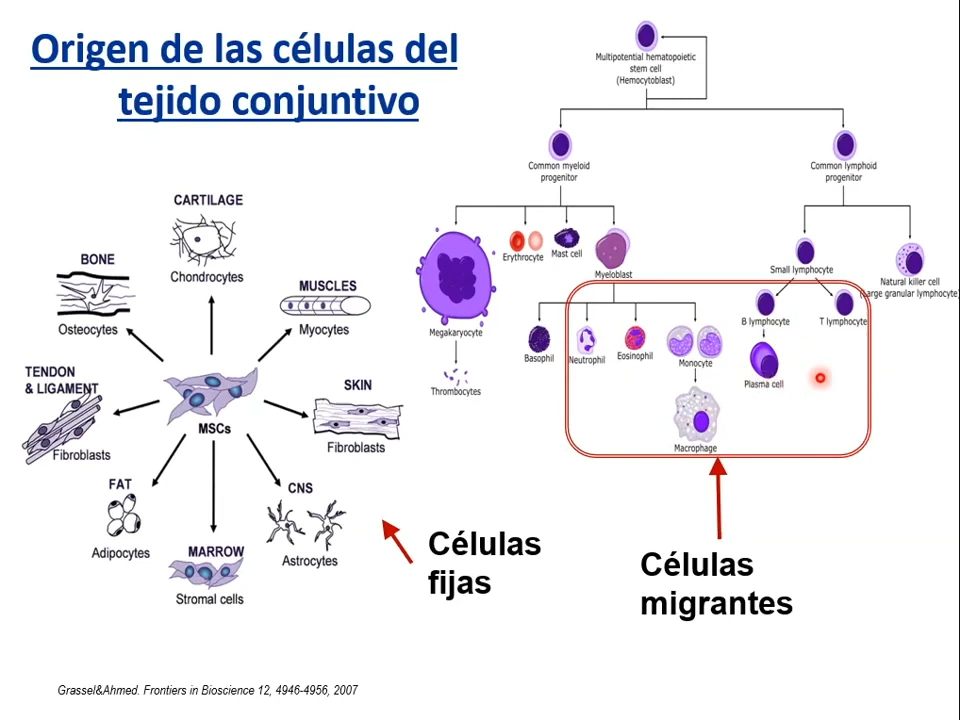 Origen de las células del
tejido conjuntivo
CARTILAGE
Chondrocytes
BONE
Osteocytes
MUSCLES
Myocytes
TENDON
& LIGAMENT
Fibroblasts
MSCs
SKIN
Fibroblasts
FAT
Adipocytes
MARROW
Stromal cells
CNS
Astrocytes
Células
fijas
Multipotential hematopoietic
stem cell
(Hemocytoblast)
Common myeloid
progenitor
Common lymphoid
progenitor
Erythrocyte
Mast cell
Myeloblast
Small lymphocyte
Natural killer cell
(Large granular lymphocyte)
Megakaryocyte
Thrombocytes
Basophil
Neutrophil
Eosinophil
Monocyte
B lymphocyte
T lymphocyte
Plasma cell
Macrophage
Células
migrantes
Grassel&Ahmed. Frontiers in Bioscience 12, 4946-4956, 2007